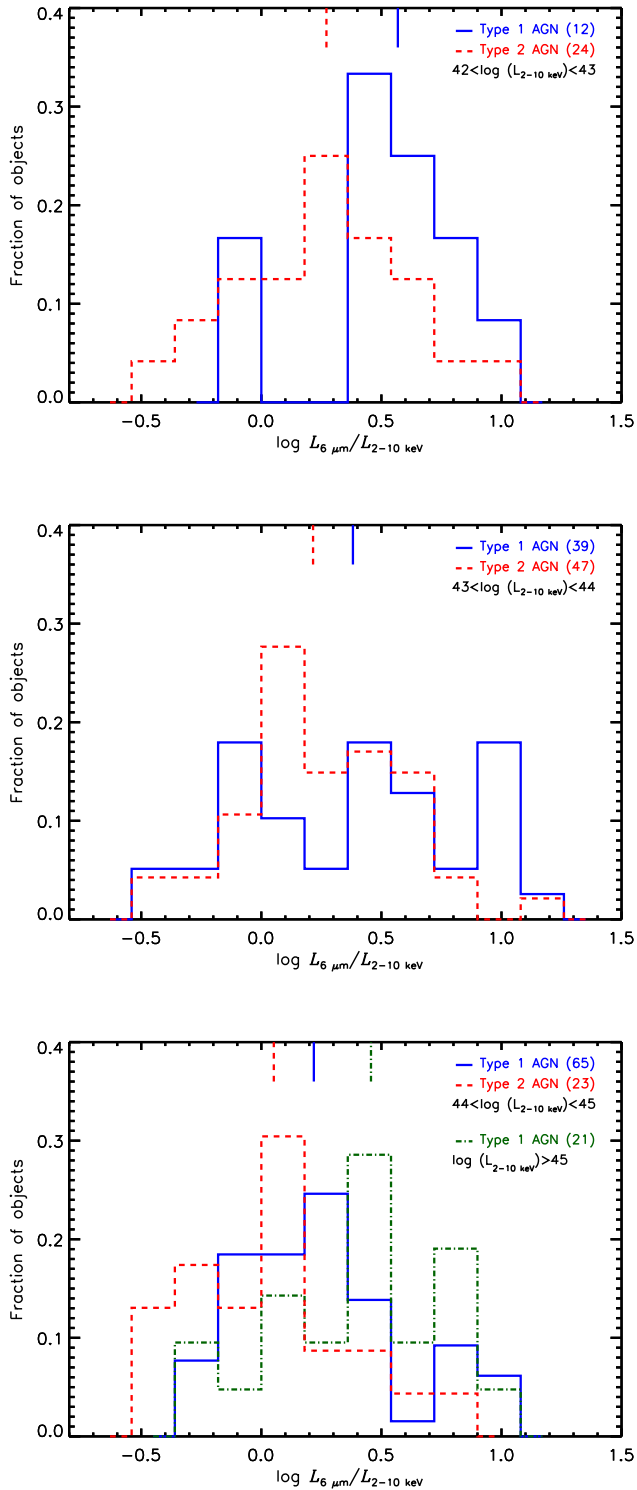 0.4
Type 1 AGN (12)
Type 2 AGN (24)
42<log (L2−10 keV)<43
0.3
0.2
0.1
0.0
Fraction of objects
−0.5 0.0 0.5 1.0 1.5
log L6 μm/L2−10 keV
0.4
Type 1 AGN (39)
Type 2 AGN (47)
43<log (L2−10 keV)<44
0.3
0.2
0.1
0.0
Fraction of objects
−0.5 0.0 0.5 1.0 1.5
log L6 μm/L2−10 keV
0.4
Type 1 AGN (65)
Type 2 AGN (23)
44<log (L2−10 keV)<45
Type 1 AGN (21)
log (L2−10 keV)>45
0.3
0.2
0.1
0.0
Fraction of objects
−0.5 0.0 0.5 1.0 1.5
log L6 μm/L2−10 keV